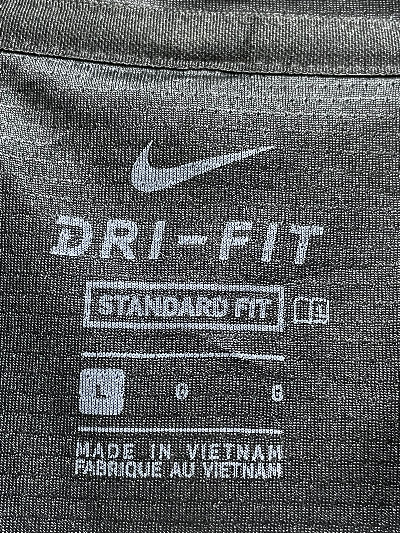 DRI-FIT
STANDARD FIT
L G G
MADE IN VIETNAM
FABRIQUE AU VIETNAM